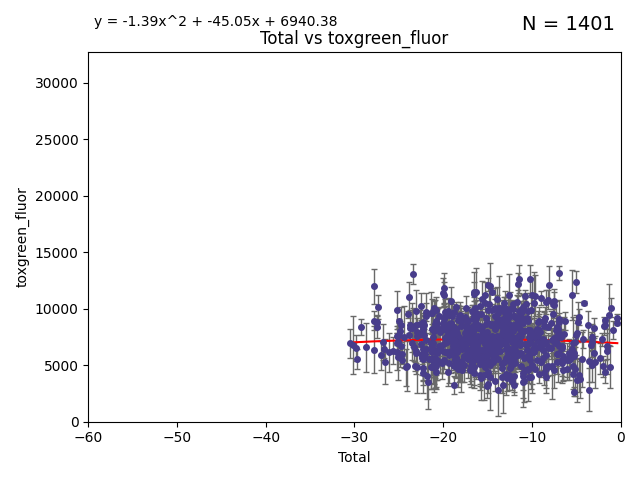 y = -1.39x^2 + -45.05x + 6940.38
N = 1401
Total vs toxgreen_fluor
toxgreen_fluor
30000
25000
20000
15000
10000
5000
0
−60
−50
−40
−30
−20
−10
0
Total